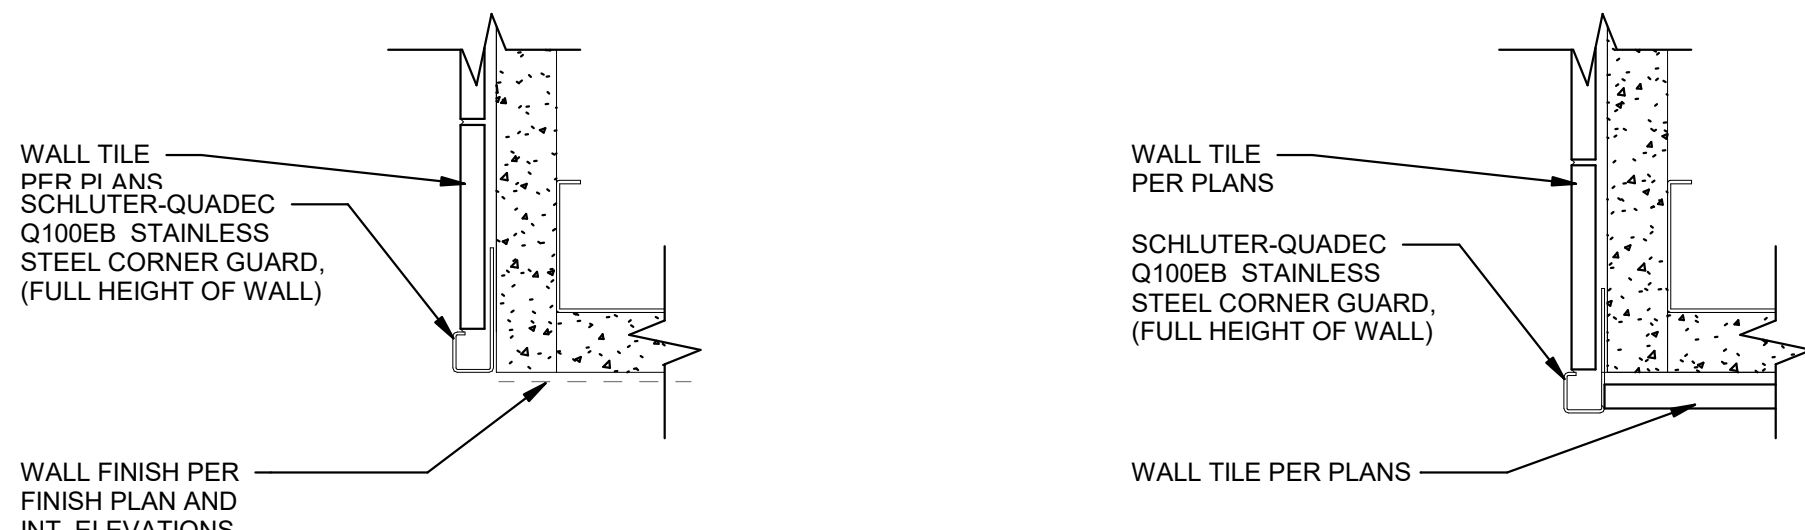 WALL TILE
PER PLANS
SCHLUTER-QUADEC
Q100EB STAINLESS
STEEL CORNER GUARD,
(FULL HEIGHT OF WALL)
WALL FINISH PER
FINISH PLAN AND
INT. ELEVATIONS
WALL TILE
PER PLANS
SCHLUTER-QUADEC
Q100EB STAINLESS
STEEL CORNER GUARD,
(FULL HEIGHT OF WALL)
WALL TILE PER PLANS